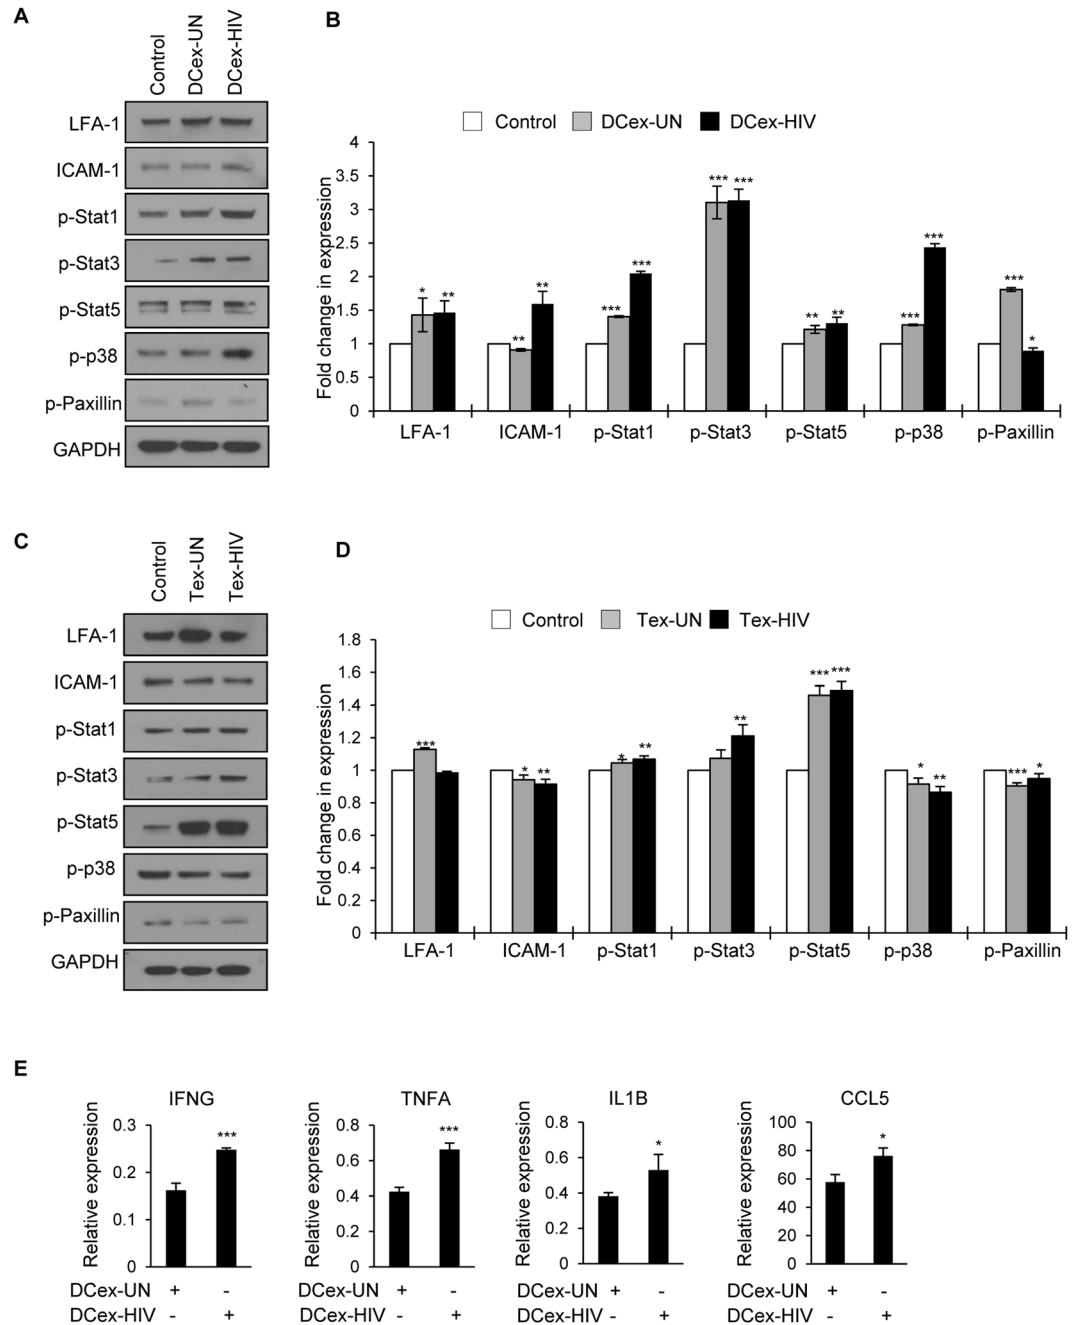 A
Control
DCex-UN
DCex-HIV
LFA-1
ICAM-1
p-Stat1
p-Stat3
p-Stat5
p-p38
p-Paxillin
GAPDH
B
Control DCex-UN DCex-HIV
Fold change in expression
4
3.5
3
2.5
2
1.5
1
0.5
0
* ** ** ** *** *** *** *** ** ** *** *** *** *
LFA-1 ICAM-1 p-Stat1 p-Stat3 p-Stat5 p-p38 p-Paxillin
C
Control
Tex-UN
Tex-HIV
LFA-1
ICAM-1
p-Stat1
p-Stat3
p-Stat5
p-p38
p-Paxillin
GAPDH
D
Control Tex-UN Tex-HIV
Fold change in expression
1.8
1.6
1.4
1.2
1
0.8
0.6
0.4
0.2
0
*** * ** * ** ** *** *** * ** *** *
LFA-1 ICAM-1 p-Stat1 p-Stat3 p-Stat5 p-p38 p-Paxillin
E
IFNG
Relative expression
0.3
0.2
0.1
0
***
DCex-UN + -
DCex-HIV - +
TNFA
Relative expression
0.8
0.6
0.4
0.2
0
***
DCex-UN + -
DCex-HIV - +
IL1B
Relative expression
0.8
0.6
0.4
0.2
0
*
DCex-UN + -
DCex-HIV - +
CCL5
Relative expression
100
80
60
40
20
0
*
DCex-UN + -
DCex-HIV - +